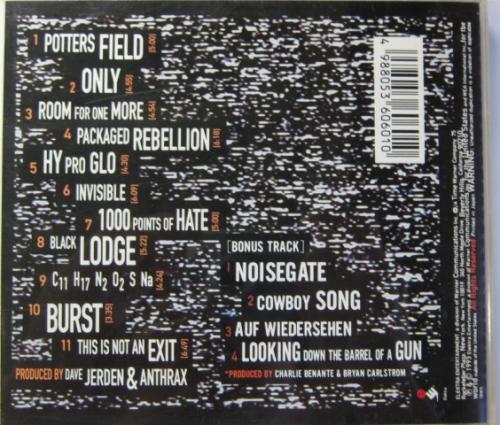 1 POTTERS FIELD [5:00]
2 ONLY [4:55]
3 ROOM FOR ONE MORE [4:54]
4 PACKAGED REBELLION [6:18]
5 HY PRO GLO [4:30]
6 INVISIBLE [6:09]
7 1000 POINTS OF HATE [5:00]
8 BLACK LODGE [5:22]
9 C11 H17 N2 O2 S Na [4:24]
10 BURST [3:35]
11 THIS IS NOT AN EXIT [6:49]
PRODUCED BY DAVE JERDEN & ANTHRAX
[BONUS TRACK]
1 NOISEGATE
2 COWBOY SONG
3 AUF WIEDERSEHEN
4 LOOKING DOWN THE BARREL OF A GUN
*PRODUCED BY CHARLIE BENANTE & BRYAN CARLSTROM
4 988053 606010